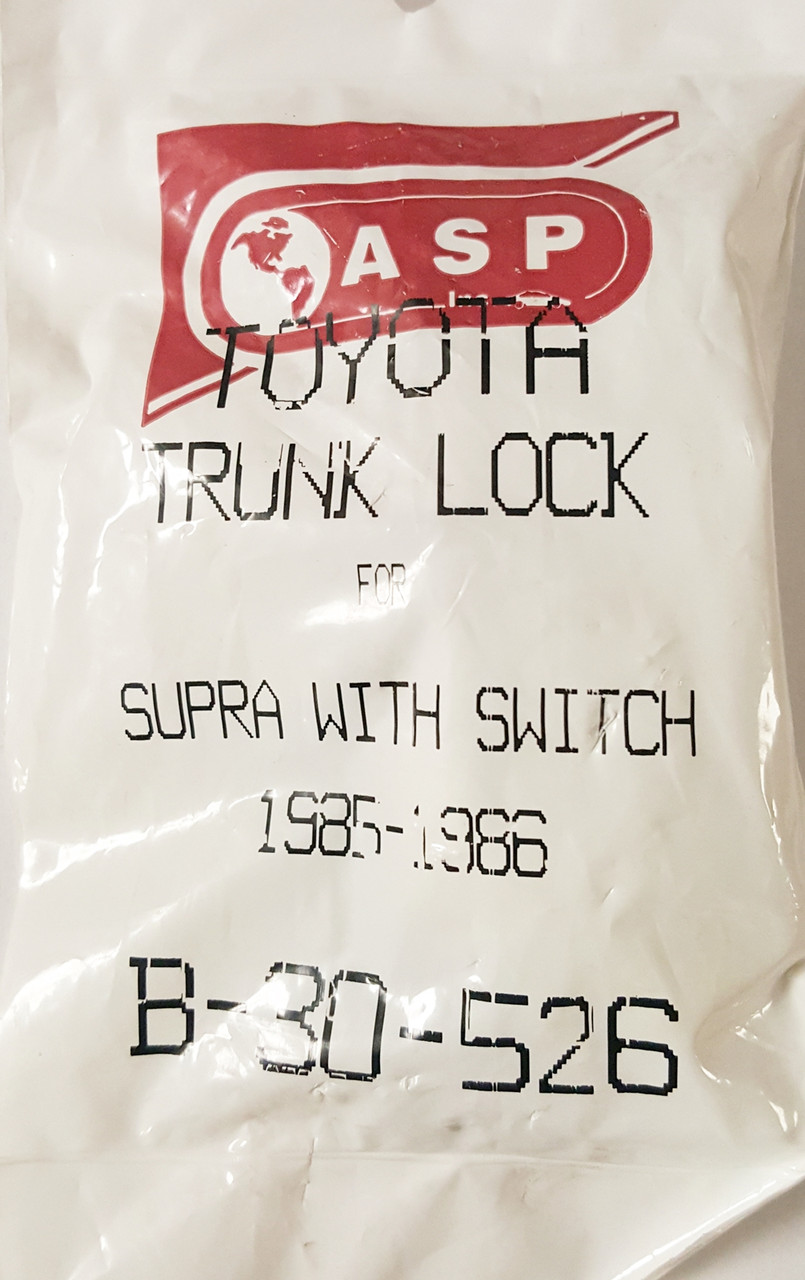 ASP
TOYOTA
TRUNK LOCK
FOR
SUPRA WITH SWITCH
1985-1986
B-30-526